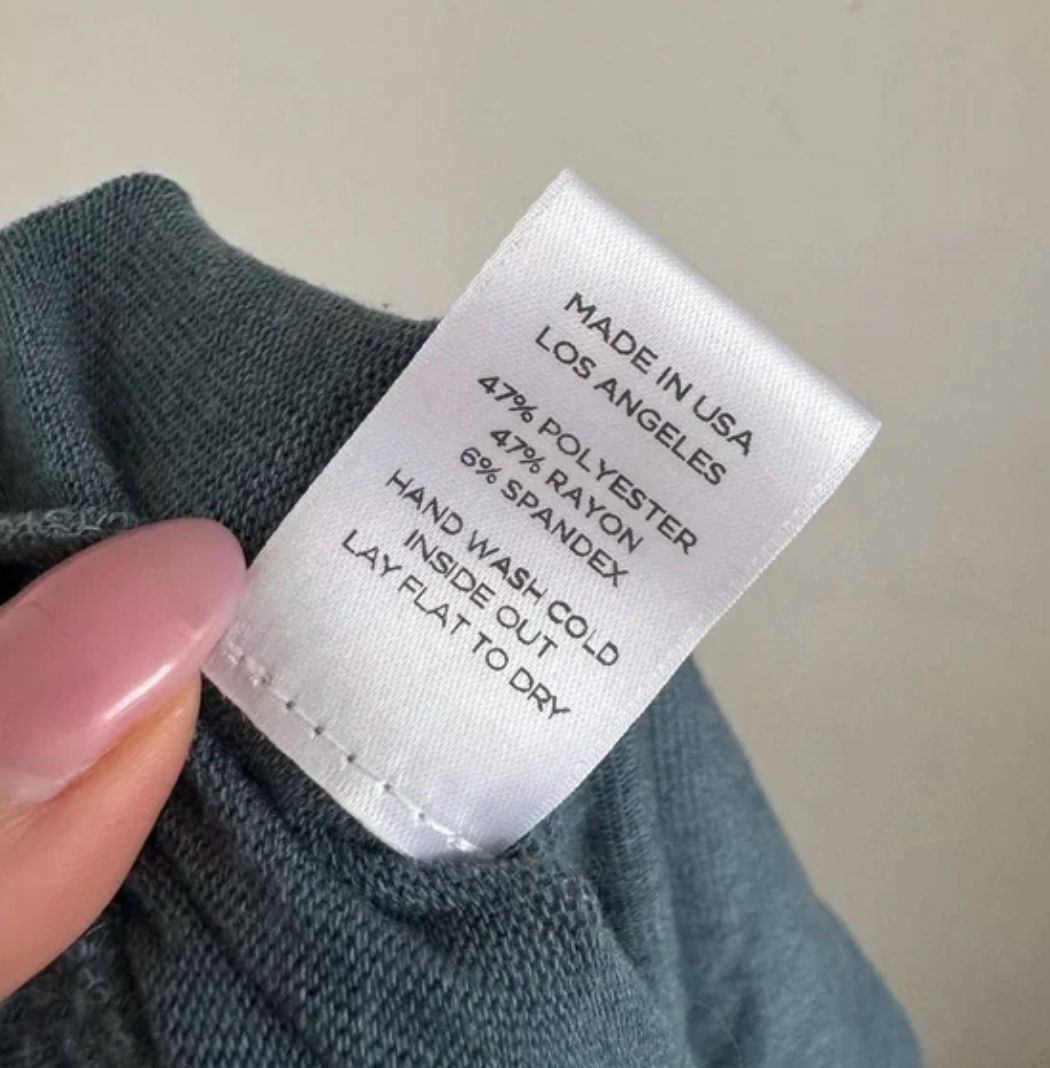 MADE IN USA
LOS ANGELES
47% POLYESTER
47% RAYON
6% SPANDEX
HAND WASH COLD
INSIDE OUT
LAY FLAT TO DRY